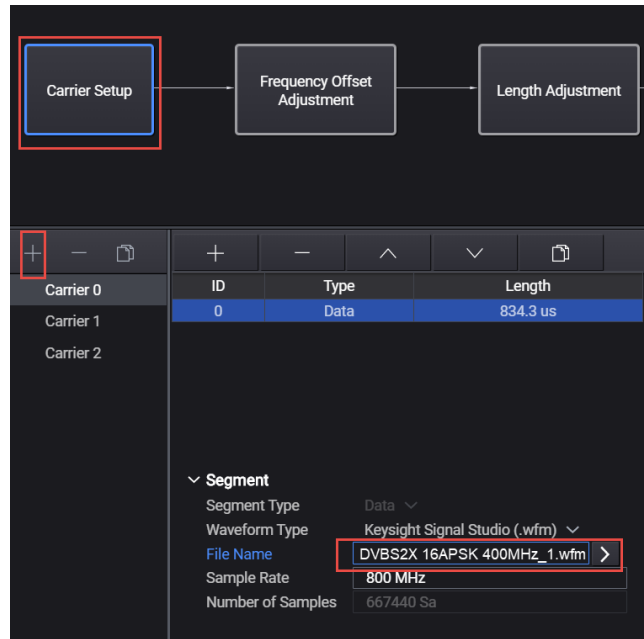 Carrier Setup
Frequency Offset
Adjustment
Length Adjustment
Carrier 0
Carrier 1
Carrier 2
ID Type Length
0 Data 834.3 us
Segment
Segment Type Data
Waveform Type Keysight Signal Studio (.wfm)
File Name DVBS2X 16APSK 400MHz_1.wfm
Sample Rate 800 MHz
Number of Samples 667440 Sa